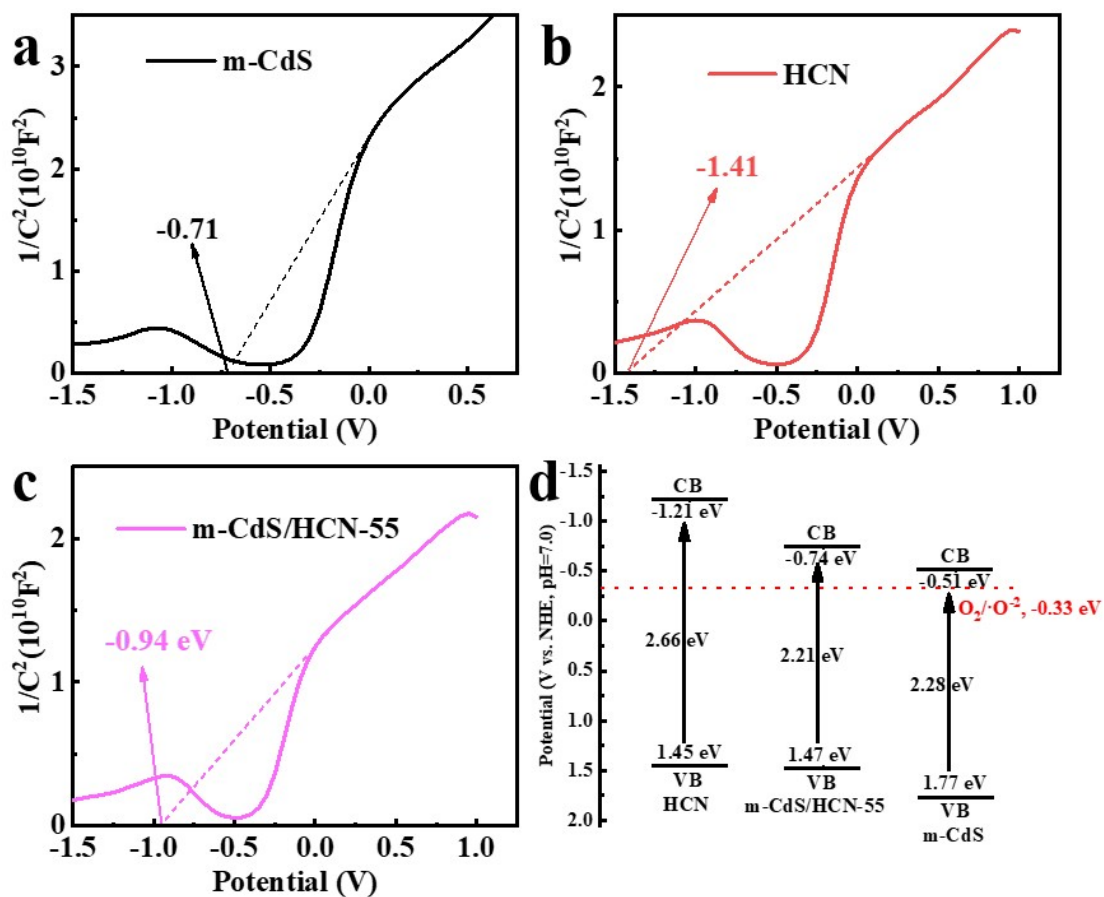 a
m-CdS
1/C²(10¹⁰F²)
3
2
1
0
-0.71
-1.5
-1.0
-0.5
0.0
0.5
Potential (V)
b
HCN
1/C²(10¹⁰F²)
2
1
0
-1.41
-1.5
-1.0
-0.5
0.0
0.5
1.0
Potential (V)
c
m-CdS/HCN-55
1/C²(10¹⁰F²)
2
1
0
-0.94 eV
-1.5
-1.0
-0.5
0.0
0.5
1.0
Potential (V)
d
Potential (V vs. NHE, pH=7.0)
-1.5
-1.0
-0.5
0.0
0.5
1.0
1.5
2.0
CB
-1.21 eV
2.66 eV
1.45 eV
VB
HCN
CB
-0.74 eV
2.21 eV
1.47 eV
VB
m-CdS/HCN-55
CB
-0.51 eV
O₂/·O⁻², -0.33 eV
2.28 eV
1.77 eV
VB
m-CdS